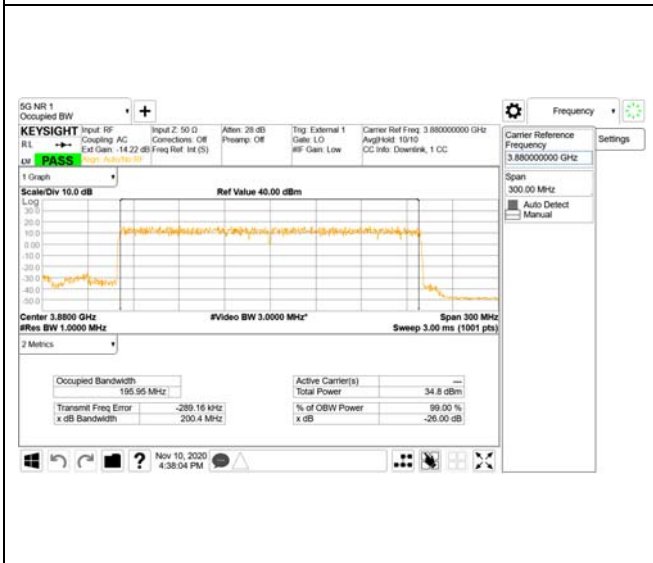 5G NR 1
Occupied BW
+
Frequency
KEYSIGHT
RL
PASS
Input: RF
Coupling: AC
Ext Gain: -14.22 dB
Align: Auto/No RF
Input Z: 50 Ω
Corrections: Off
Freq Ref: Int (S)
Atten: 28 dB
Preamp: Off
Trig: External 1
Gate: LO
#IF Gain: Low
Carrier Ref Freq: 3.880000000 GHz
Avg|Hold: 10/10
CC Info: Downlink, 1 CC
Carrier Reference
Frequency
3.880000000 GHz
Settings
Span
300.00 MHz
Auto Detect
Manual
1 Graph
Scale/Div 10.0 dB
Ref Value 40.00 dBm
Log
30.0
20.0
10.0
0.00
-10.0
-20.0
-30.0
-40.0
-50.0
Center 3.8800 GHz
#Video BW 3.0000 MHz*
Span 300 MHz
#Res BW 1.0000 MHz
Sweep 3.00 ms (1001 pts)
2 Metrics
Occupied Bandwidth
195.95 MHz
Transmit Freq Error -289.16 kHz
x dB Bandwidth 200.4 MHz
Active Carrier(s) ---
Total Power 34.8 dBm
% of OBW Power 99.00 %
x dB -26.00 dB
?
Nov 10, 2020
4:38:04 PM